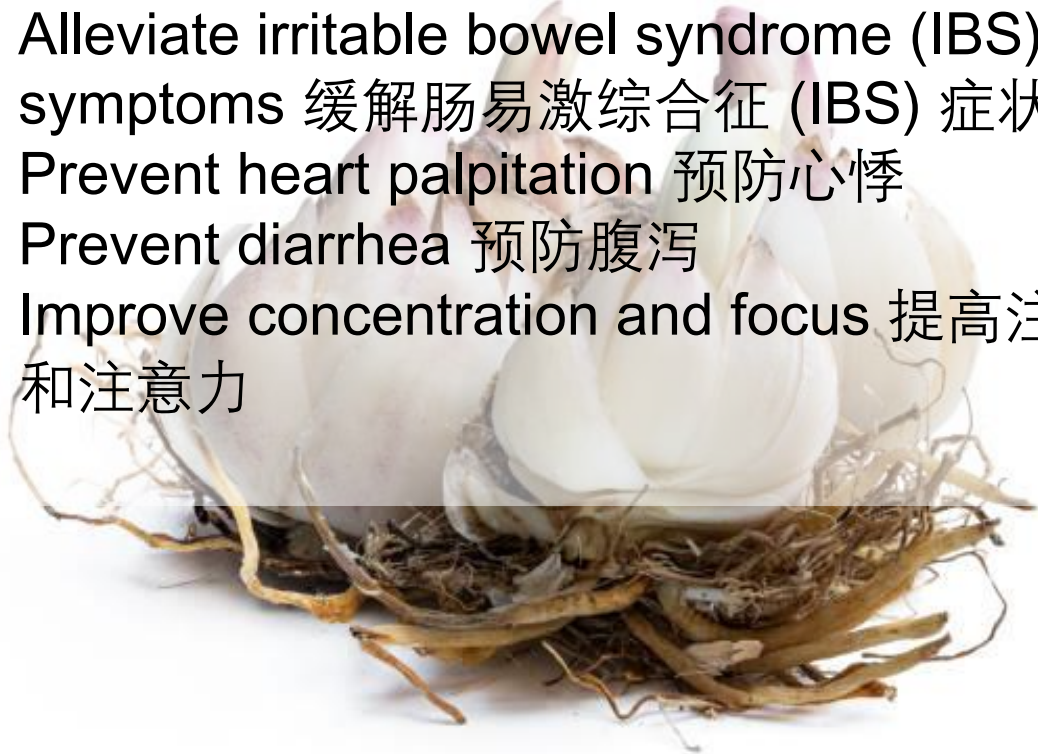 Alleviate irritable bowel syndrome (IBS)
symptoms 缓解肠易激综合征 (IBS) 症状
Prevent heart palpitation 预防心悸
Prevent diarrhea 预防腹泻
Improve concentration and focus 提高注
和注意力